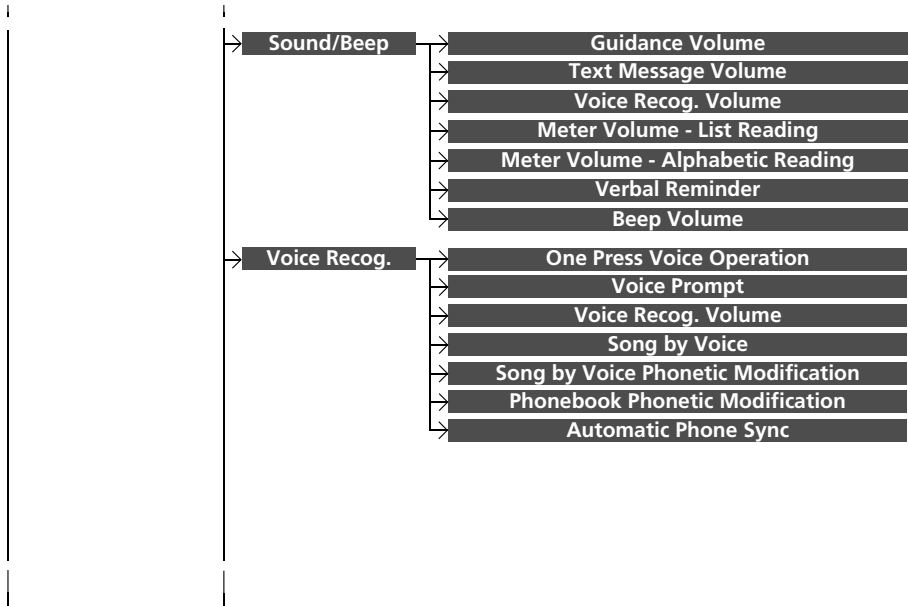 Sound/Beep
Guidance Volume
Text Message Volume
Voice Recog. Volume
Meter Volume - List Reading
Meter Volume - Alphabetic Reading
Verbal Reminder
Beep Volume
Voice Recog.
One Press Voice Operation
Voice Prompt
Voice Recog. Volume
Song by Voice
Song by Voice Phonetic Modification
Phonebook Phonetic Modification
Automatic Phone Sync